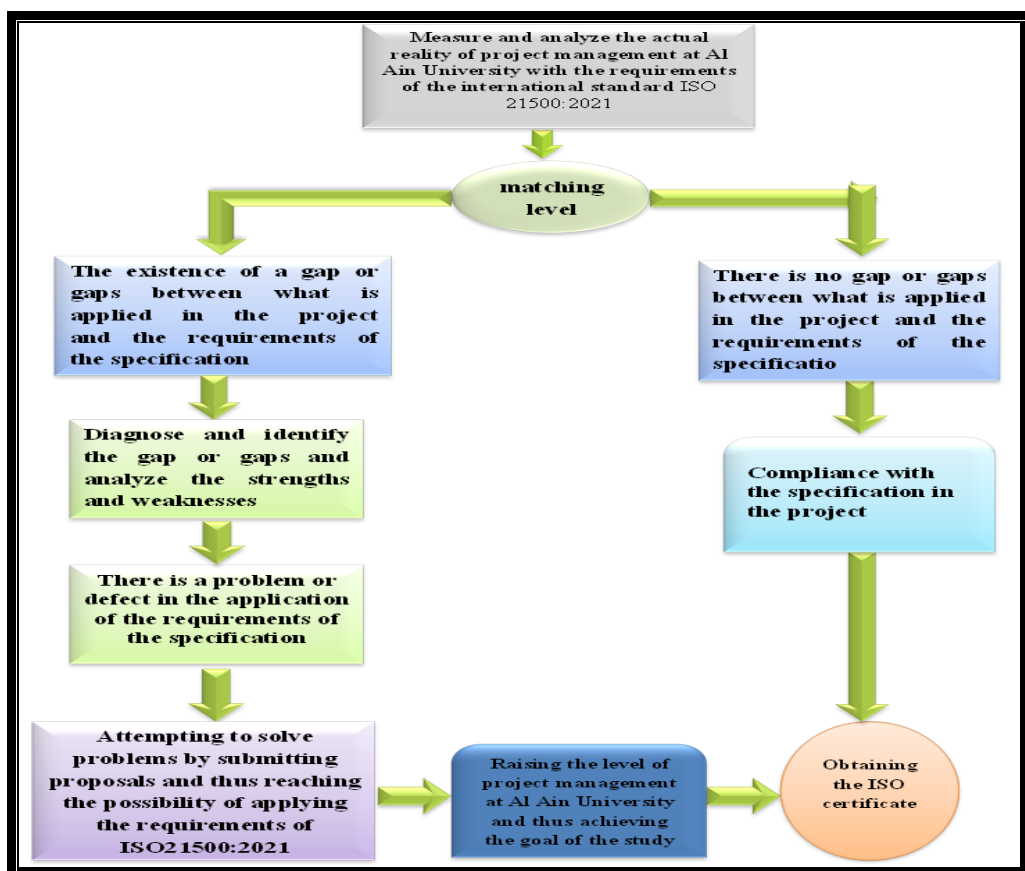 Measure and analyze the actual
reality of project management at Al
Ain University with the requirements
of the international standard ISO
21500:2021
matching
level
The existence of a gap or
gaps between what is
applied in the project
and the requirements of
the specification
There is no gap or gaps
between what is applied
in the project and the
requirements of the
specificatio
Diagnose and identify
the gap or gaps and
analyze the strengths
and weaknesses
Compliance with
the specification in
the project
There is a problem or
defect in the application
of the requirements of
the specification
Attempting to solve
problems by submitting
proposals and thus reaching
the possibility of applying
the requirements of
ISO21500:2021
Raising the level of
project management
at Al Ain University
and thus achieving
the goal of the study
Obtaining
the ISO
certificate